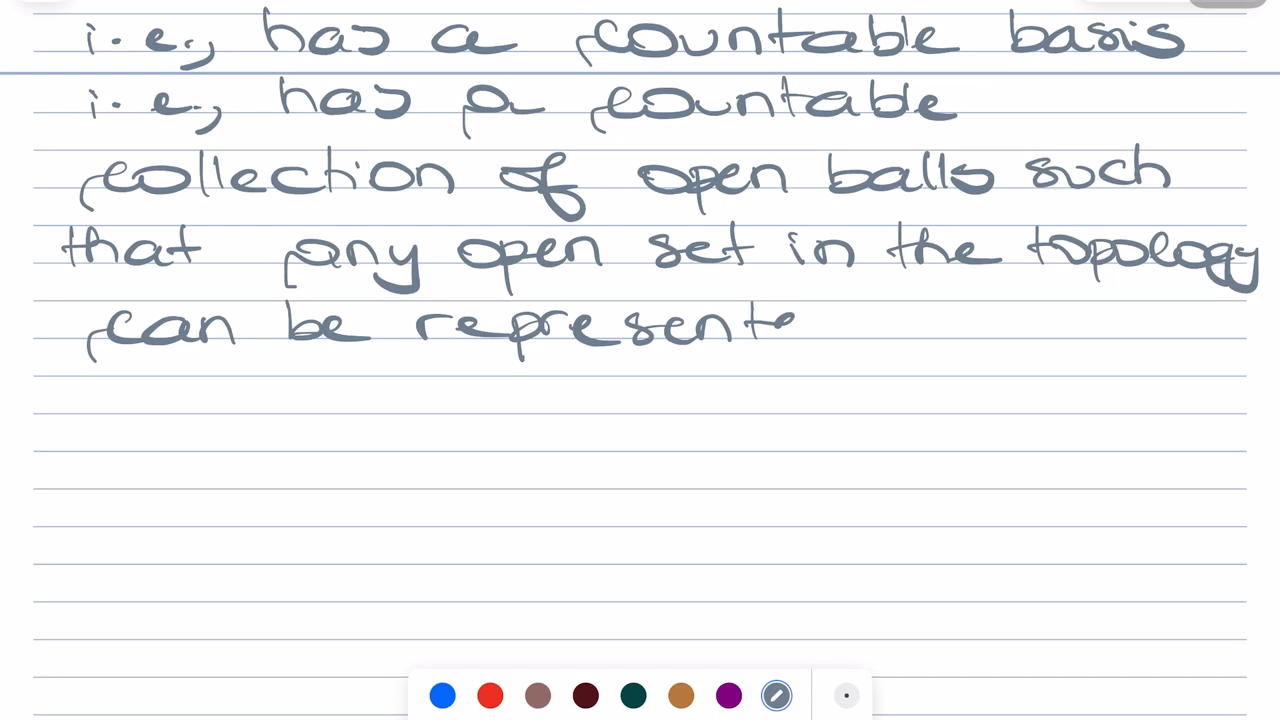 i.e., has a countable basis
i.e., has a countable
collection of open balls such
that any open set in the topology
can be represente